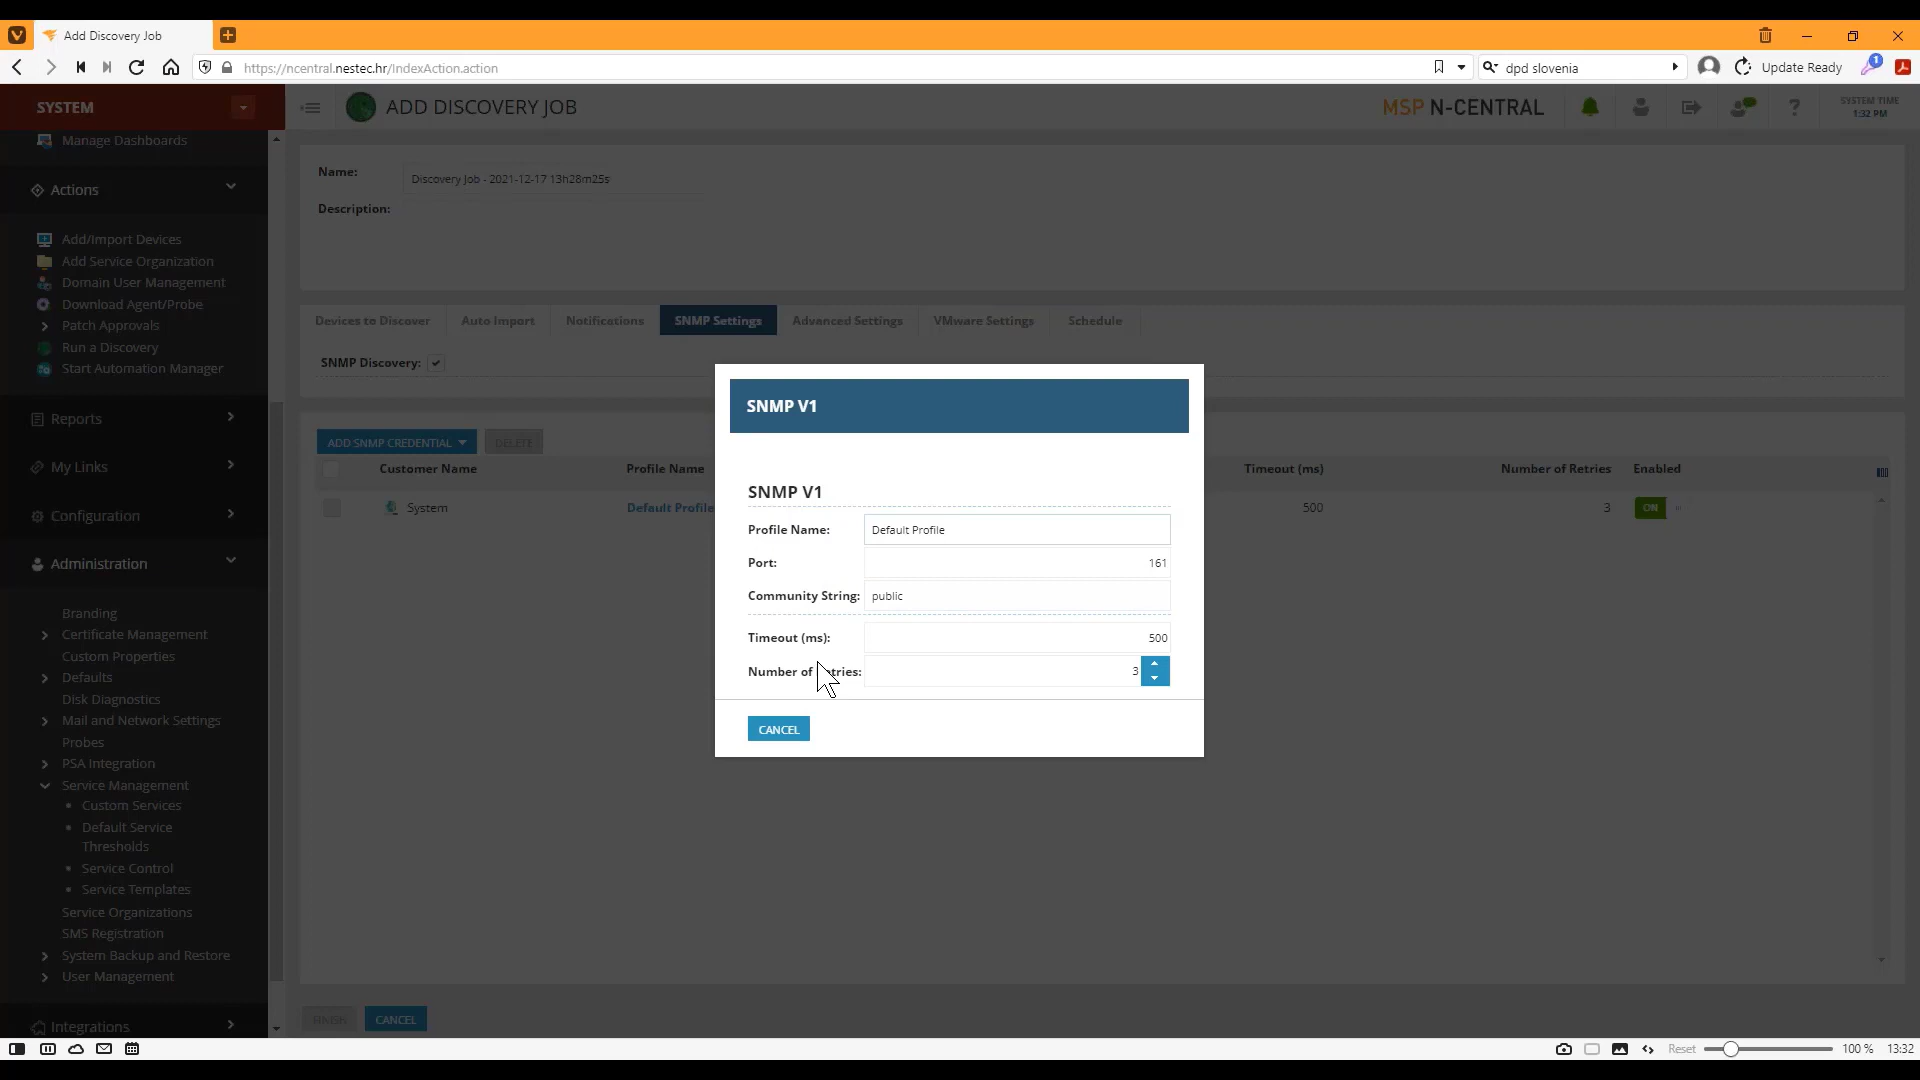 Add Discovery Job
https://ncentral.nestec.hr/IndexAction.action
dpd slovenia
Update Ready
1
SYSTEM
ADD DISCOVERY JOB
MSP N-CENTRAL
?
SYSTEM TIME
1:32 PM
Manage Dashboards
Actions
Add/Import Devices
Add Service Organization
Domain User Management
Download Agent/Probe
Patch Approvals
Run a Discovery
Start Automation Manager
Reports
My Links
Configuration
Administration
Branding
Certificate Management
Custom Properties
Defaults
Disk Diagnostics
Mail and Network Settings
Probes
PSA Integration
Service Management
Custom Services
Default Service
Thresholds
Service Control
Service Templates
Service Organizations
SMS Registration
System Backup and Restore
User Management
Integrations
Name:
Discovery Job - 2021-12-17 13h28m25s
Description:
Devices to Discover
Auto Import
Notifications
SNMP Settings
Advanced Settings
VMware Settings
Schedule
SNMP Discovery:
ADD SNMP CREDENTIAL
DELETE
Customer Name
Profile Name
Timeout (ms)
Number of Retries
Enabled
System
Default Profile
500
3
ON
SNMP V1
SNMP V1
Profile Name:
Default Profile
Port:
161
Community String:
public
Timeout (ms):
500
Number of
tries:
3
CANCEL
FINISH
CANCEL
Reset
100 %
13:32